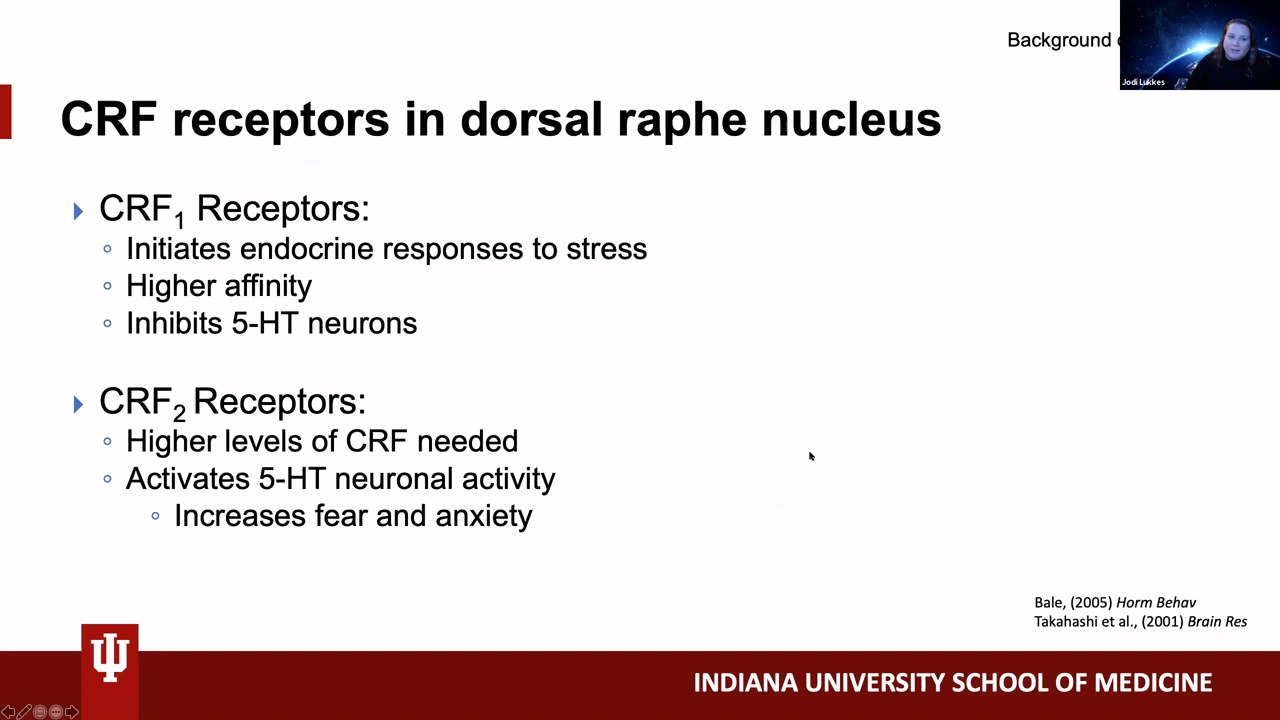 Background
Jodi Lukkes
CRF receptors in dorsal raphe nucleus
CRF₁ Receptors:
Initiates endocrine responses to stress
Higher affinity
Inhibits 5-HT neurons
CRF₂ Receptors:
Higher levels of CRF needed
Activates 5-HT neuronal activity
Increases fear and anxiety
Bale, (2005) Horm Behav
Takahashi et al., (2001) Brain Res
INDIANA UNIVERSITY SCHOOL OF MEDICINE